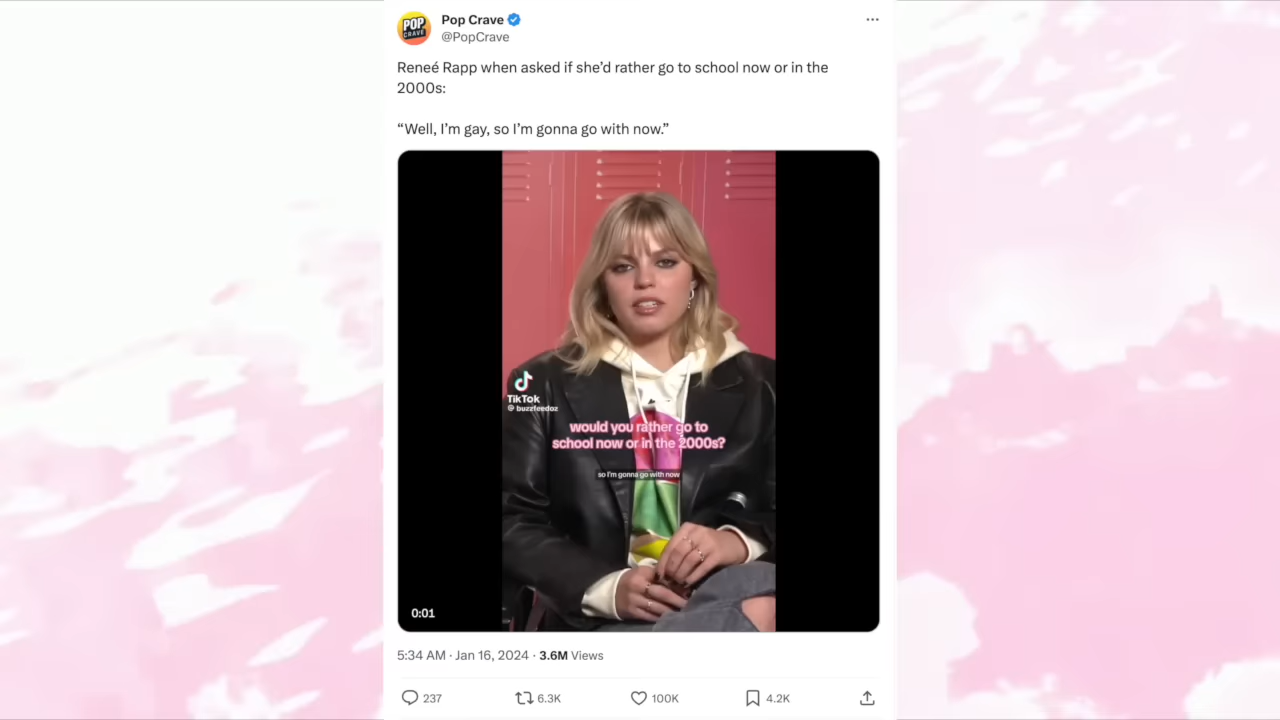 POP
CRAVE
Pop Crave
@PopCrave
Reneé Rapp when asked if she’d rather go to school now or in the
2000s:
“Well, I’m gay, so I’m gonna go with now.”
TikTok
@ buzzfeedoz
would you rather go to
school now or in the 2000s?
so I'm gonna go with now
0:01
5:34 AM · Jan 16, 2024 · 3.6M Views
237 6.3K 100K 4.2K